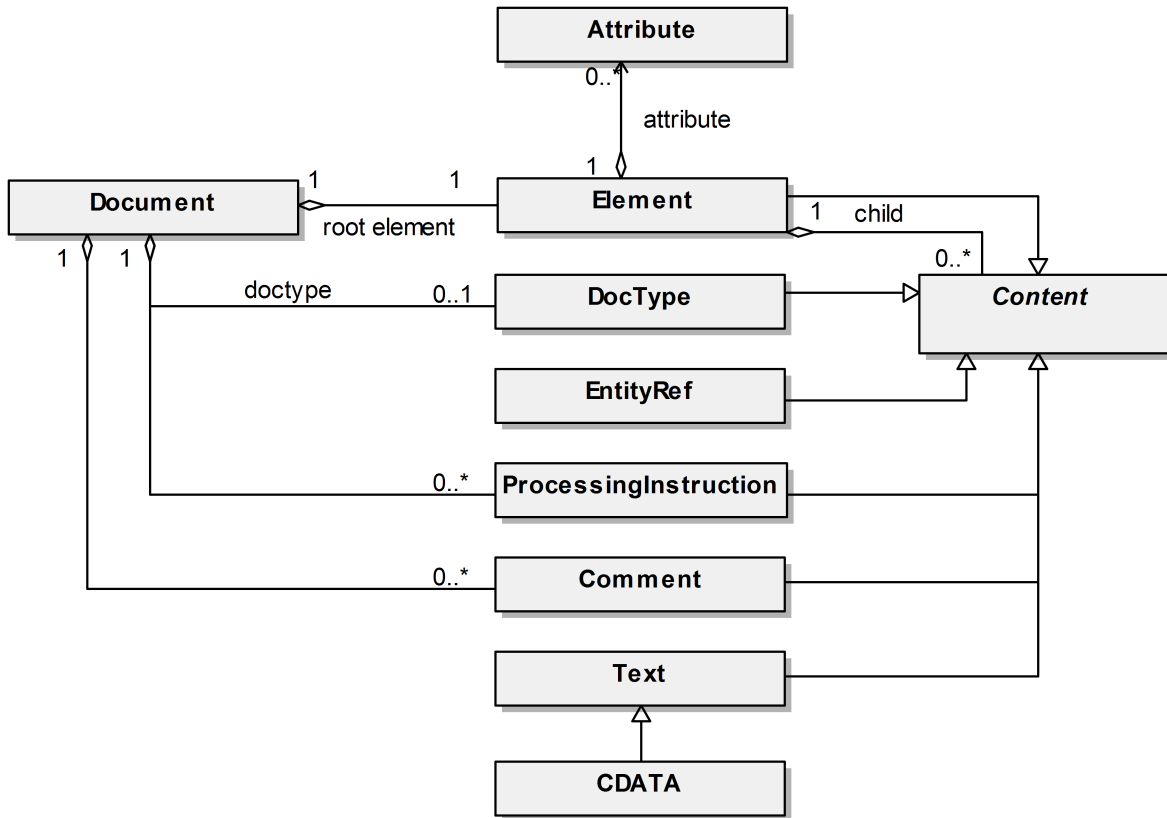 Attribute
0..*
attribute
1
Document
1
1
root element
Element
1
child
0..*
1
1
doctype
0..1
DocType
Content
EntityRef
0..*
ProcessingInstruction
0..*
Comment
Text
CDATA